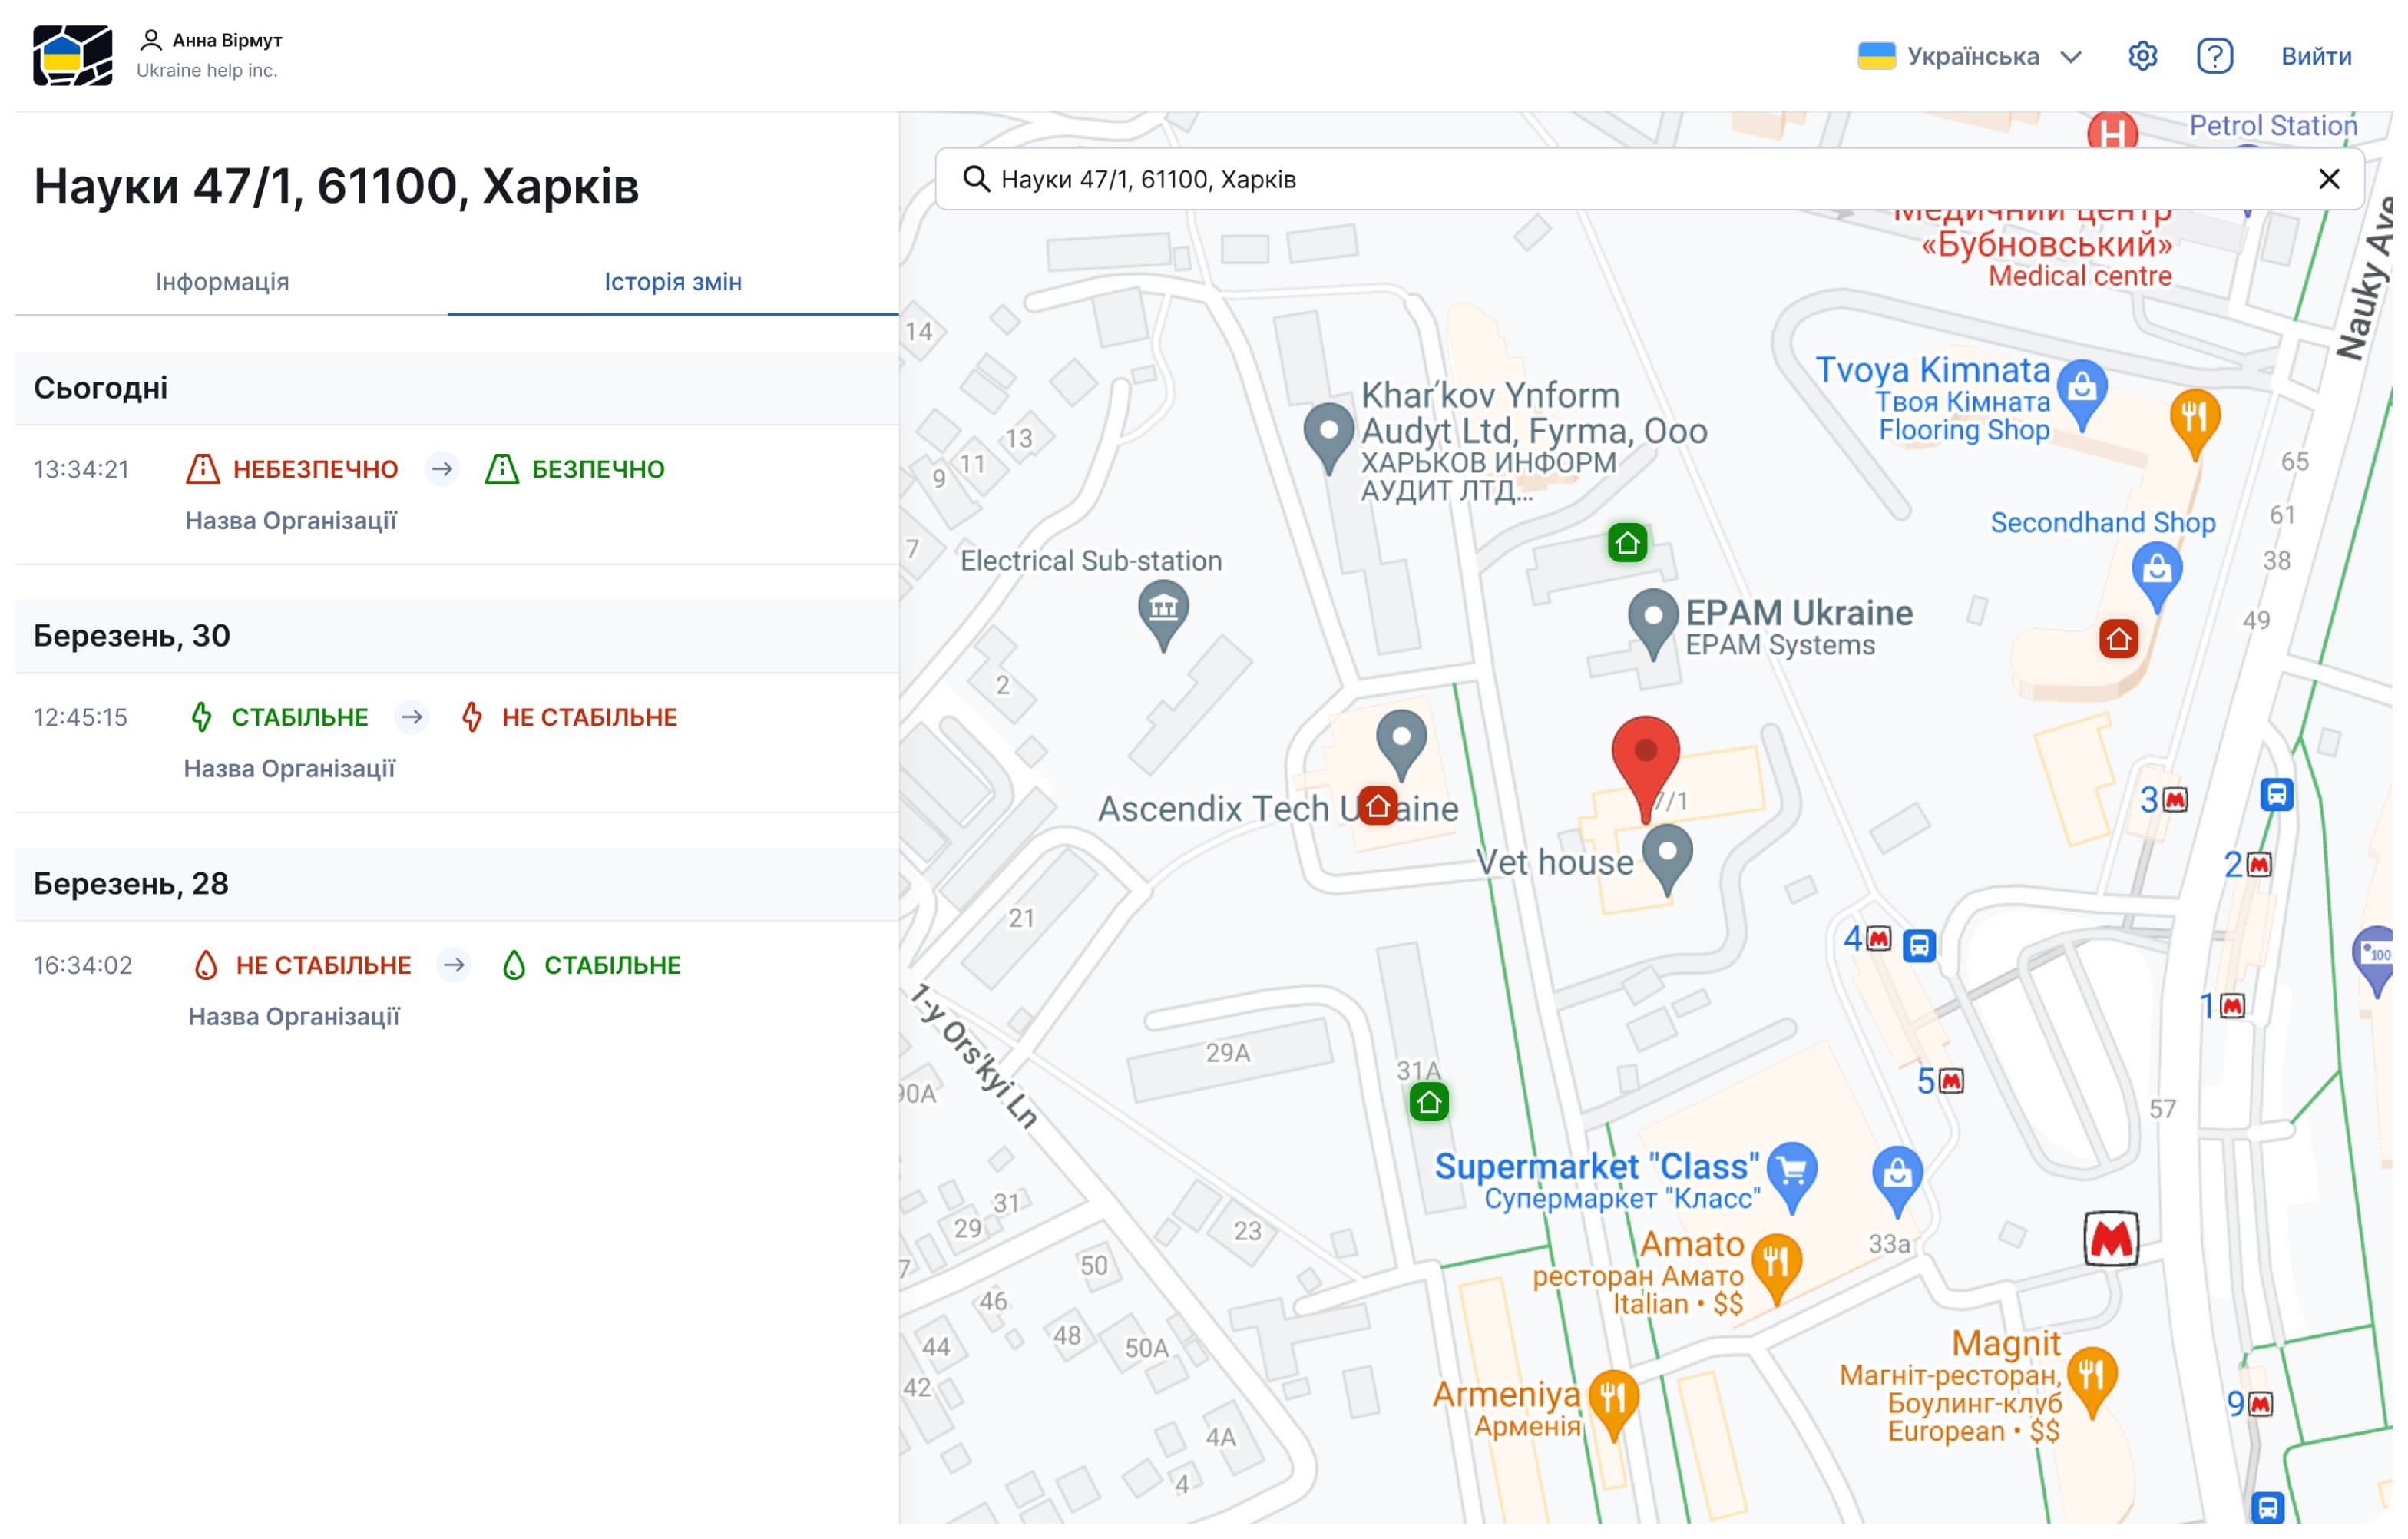 Анна Вірмут
Ukraine help inc.
Українська
Вийти
Науки 47/1, 61100, Харків
Інформація
Історія змін
Сьогодні
13:34:21 НЕБЕЗПЕЧНО → БЕЗПЕЧНО
Назва Організації
Березень, 30
12:45:15 СТАБІЛЬНЕ → НЕ СТАБІЛЬНЕ
Назва Організації
Березень, 28
16:34:02 НЕ СТАБІЛЬНЕ → СТАБІЛЬНЕ
Назва Організації
Науки 47/1, 61100, Харків
H
Petrol Station
Медичний центр
«Бубновський»
Medical centre
Nauky Ave
14
13
11
9
7
Khar'kov Ynform
Audyt Ltd, Fyrma, Ooo
ХАРЬКОВ ИНФОРМ
АУДИТ ЛТД...
Tvoya Kimnata
Твоя Кімната
Flooring Shop
65
61
38
49
Secondhand Shop
Electrical Sub-station
EPAM Ukraine
EPAM Systems
2
Ascendix Tech Ukraine
7/1
Vet house
3
2
4
1
5
100
21
1-y Ors'kyi Ln
29A
31A
90A
57
Supermarket "Class"
Супермаркет "Класс"
33a
31
29
23
7
50
46
48
50A
44
42
4A
4
Amato
ресторан Амато
Italian • $$
Armeniya
Арменія
Magnit
Магніт-ресторан,
Боулинг-клуб
European • $$
9